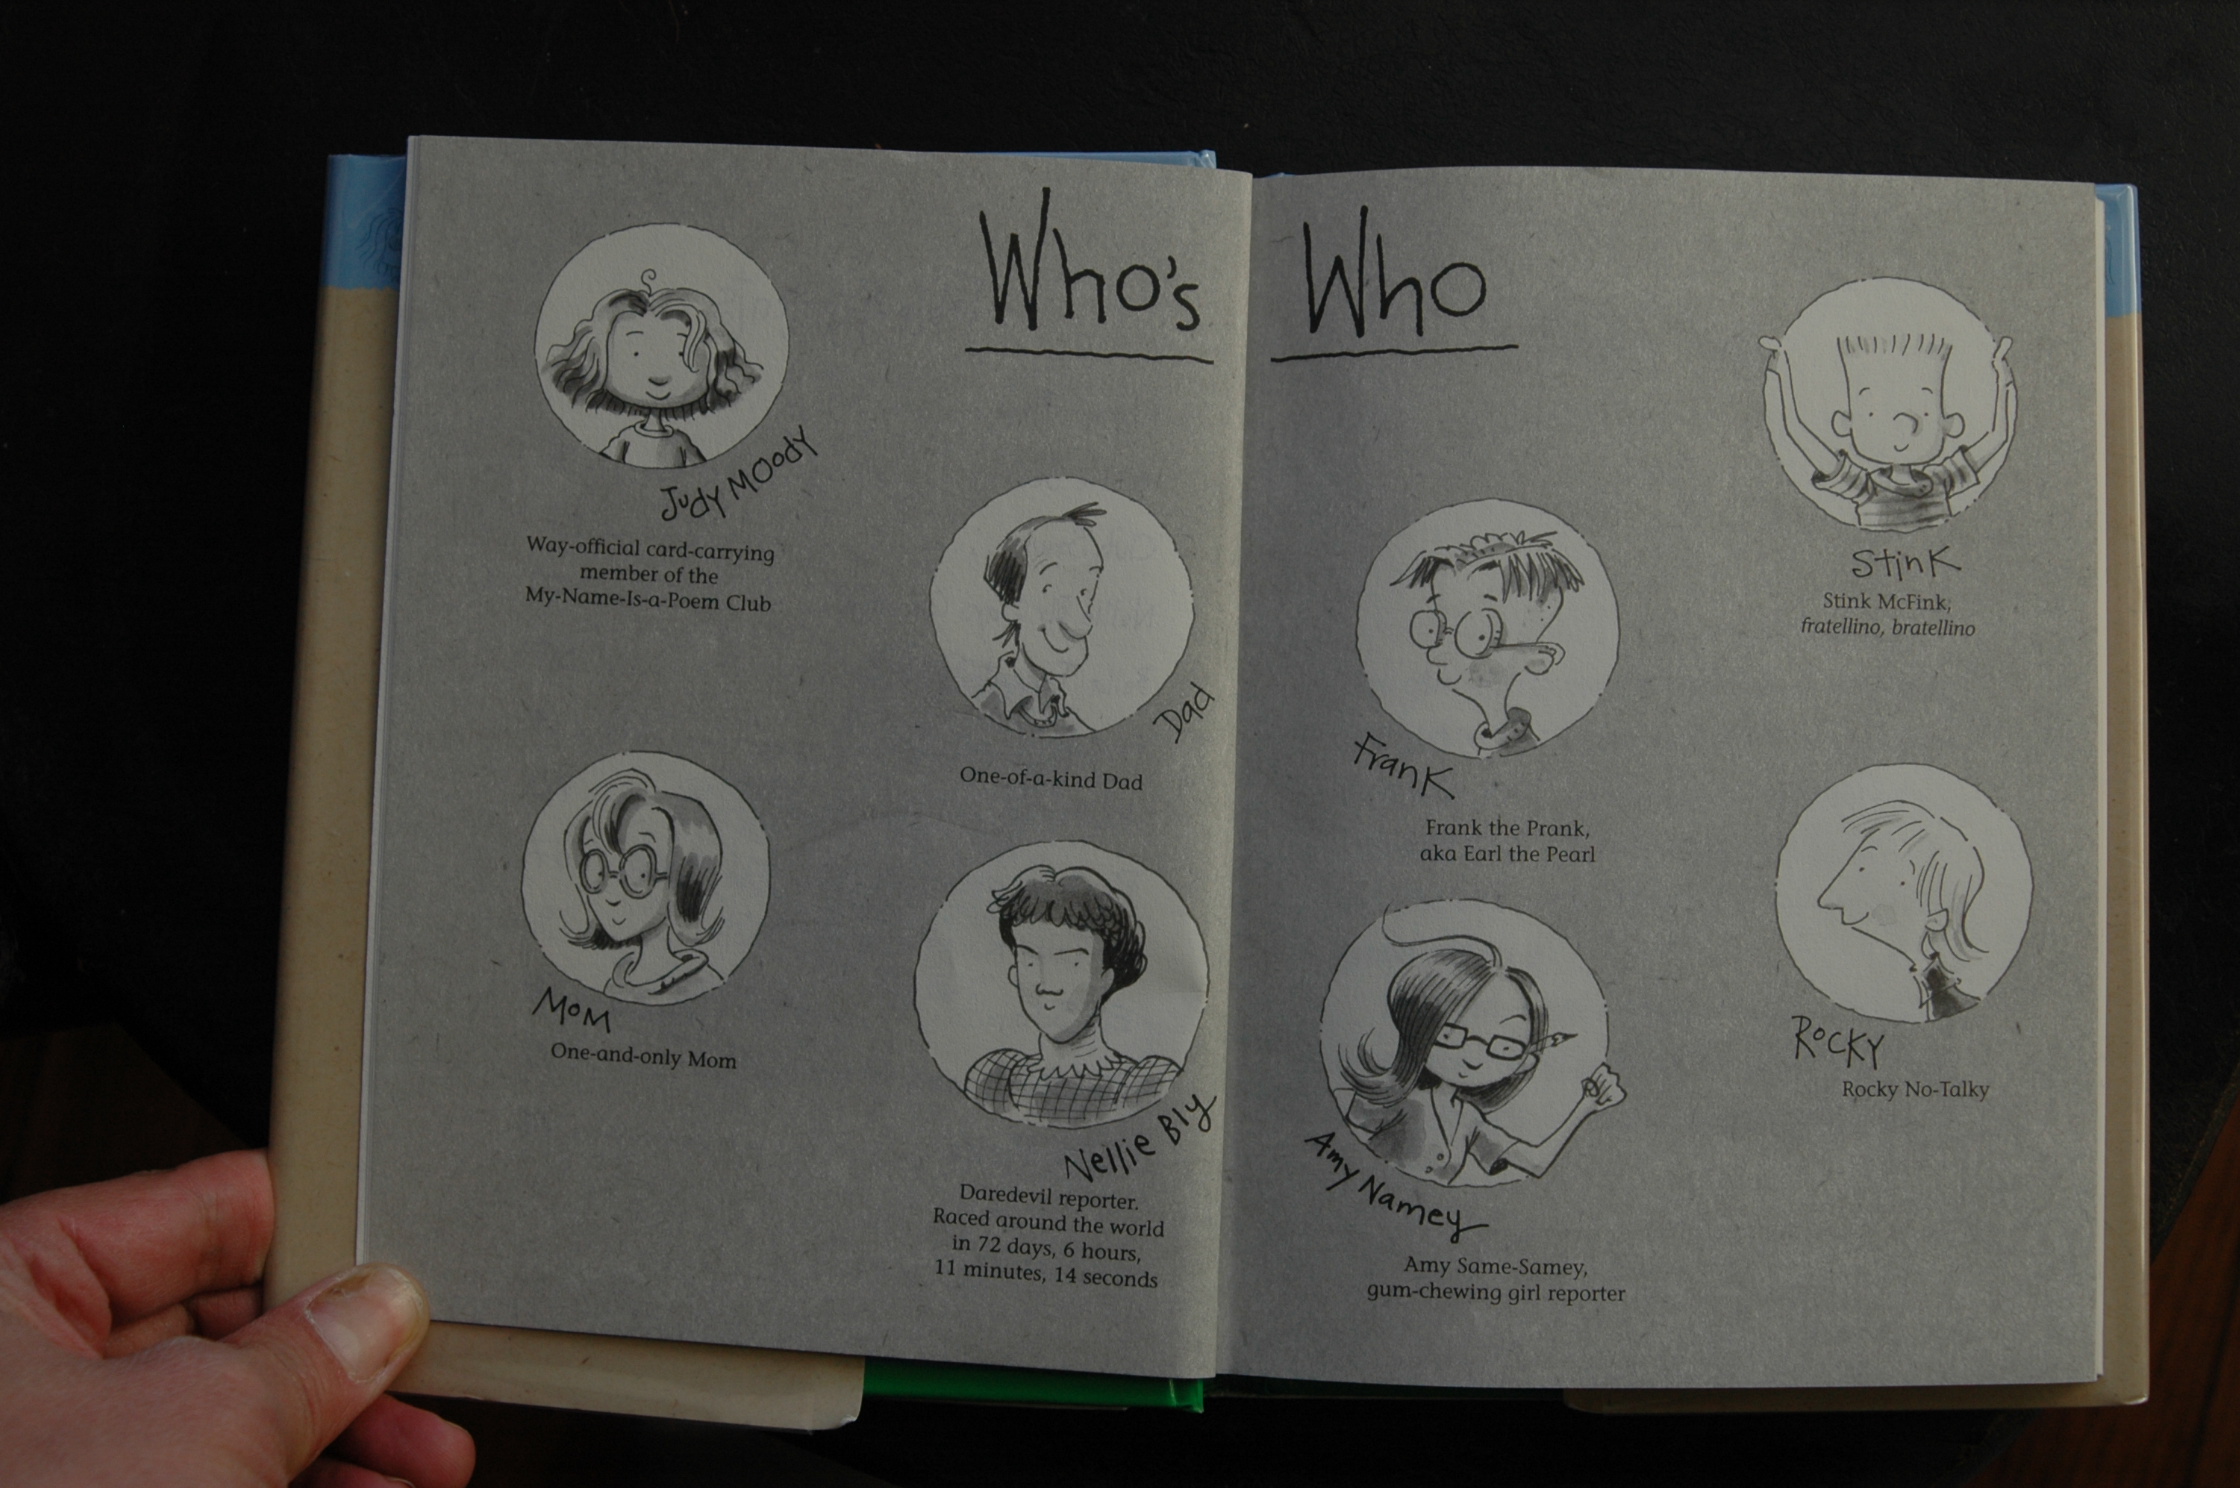 Who's Who
Judy Moody
Way-official card-carrying
member of the
My-Name-Is-a-Poem Club
Dad
One-of-a-kind Dad
Mom
One-and-only Mom
Nellie Bly
Daredevil reporter.
Raced around the world
in 72 days, 6 hours,
11 minutes, 14 seconds
Stink
Stink McFink,
fratellino, bratellino
Frank
Frank the Prank,
aka Earl the Pearl
Rocky
Rocky No-Talky
Amy Namey
Amy Same-Samey,
gum-chewing girl reporter